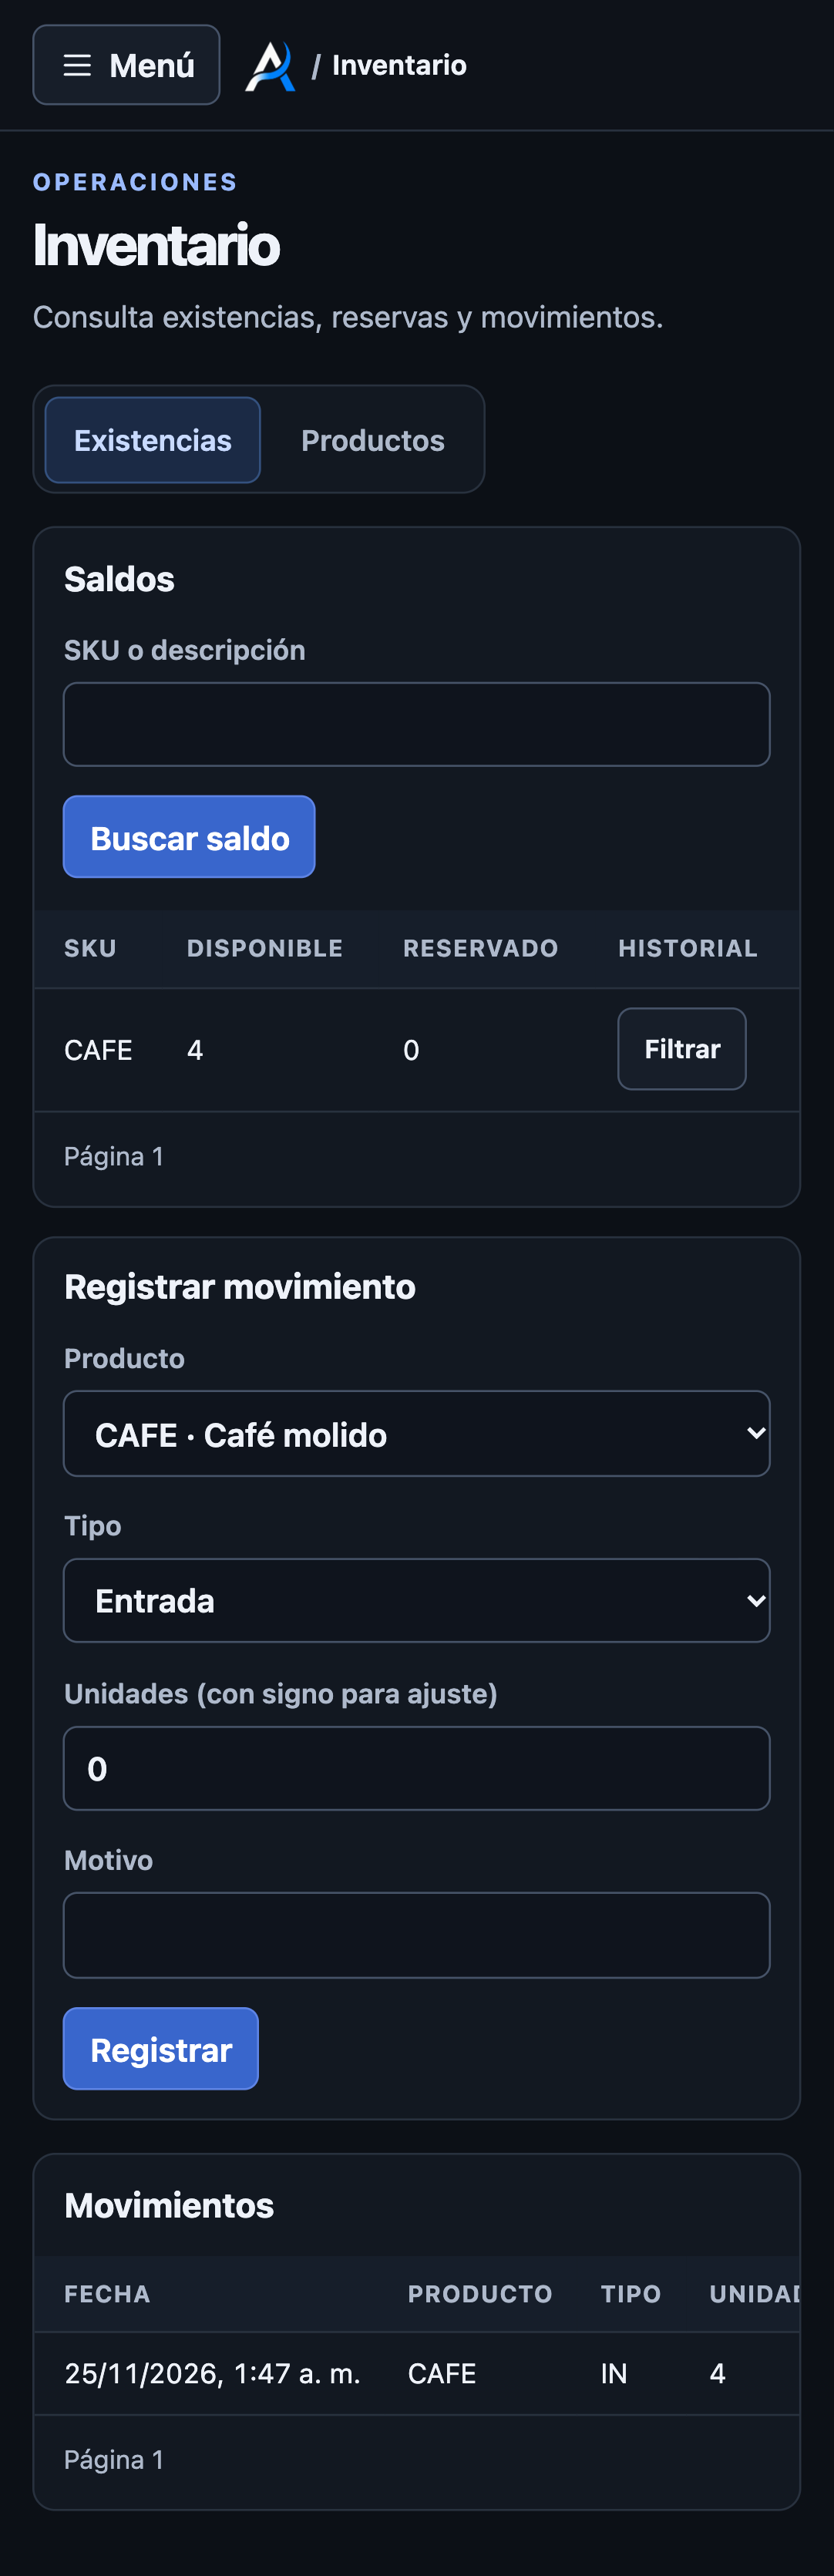 Menú / Inventario
OPERACIONES
Inventario
Consulta existencias, reservas y movimientos.
Existencias Productos
Saldos
SKU o descripción
Buscar saldo
SKU DISPONIBLE RESERVADO HISTORIAL
CAFE 4 0 Filtrar
Página 1
Registrar movimiento
Producto
CAFE · Café molido
Tipo
Entrada
Unidades (con signo para ajuste)
0
Motivo
Registrar
Movimientos
FECHA PRODUCTO TIPO UNIDAD
25/11/2026, 1:47 a. m. CAFE IN 4
Página 1